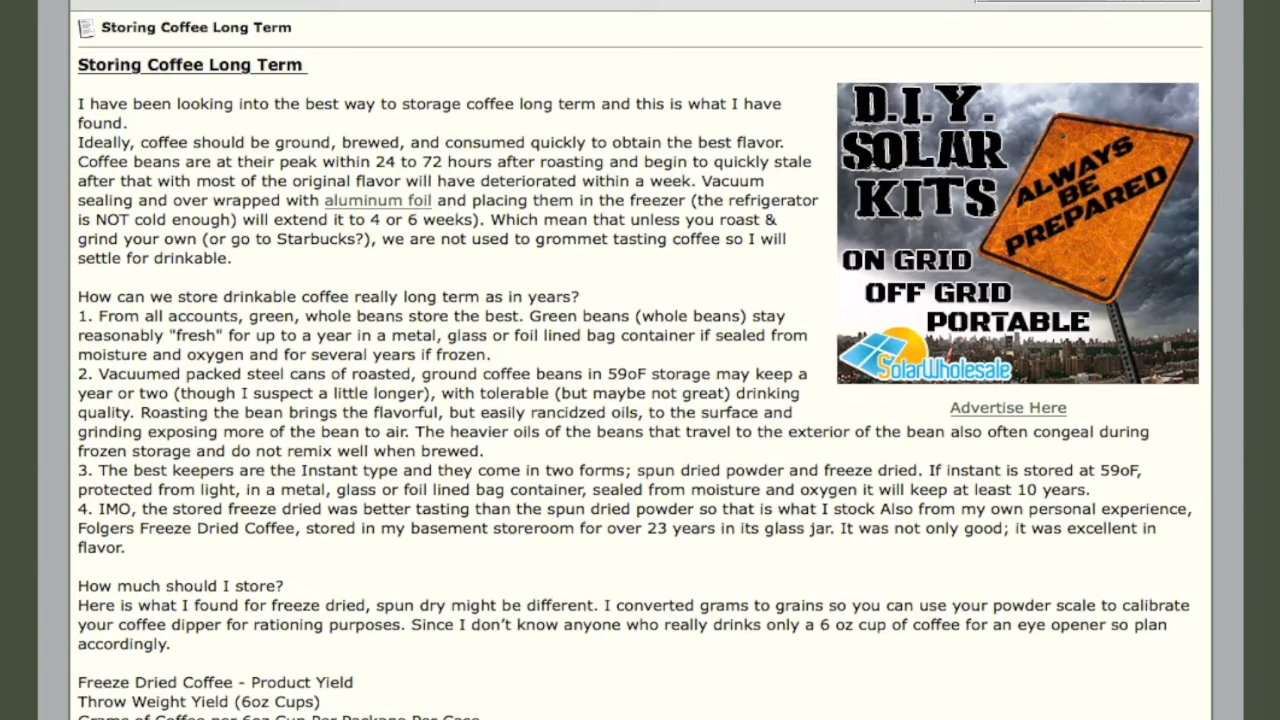 Storing Coffee Long Term
Storing Coffee Long Term
I have been looking into the best way to storage coffee long term and this is what I have
found.
Ideally, coffee should be ground, brewed, and consumed quickly to obtain the best flavor.
Coffee beans are at their peak within 24 to 72 hours after roasting and begin to quickly stale
after that with most of the original flavor will have deteriorated within a week. Vacuum
sealing and over wrapped with aluminum foil and placing them in the freezer (the refrigerator
is NOT cold enough) will extend it to 4 or 6 weeks). Which mean that unless you roast &
grind your own (or go to Starbucks?), we are not used to grommet tasting coffee so I will
settle for drinkable.
How can we store drinkable coffee really long term as in years?
1. From all accounts, green, whole beans store the best. Green beans (whole beans) stay
reasonably "fresh" for up to a year in a metal, glass or foil lined bag container if sealed from
moisture and oxygen and for several years if frozen.
2. Vacuumed packed steel cans of roasted, ground coffee beans in 59oF storage may keep a
year or two (though I suspect a little longer), with tolerable (but maybe not great) drinking
quality. Roasting the bean brings the flavorful, but easily rancidzed oils, to the surface and
grinding exposing more of the bean to air. The heavier oils of the beans that travel to the exterior of the bean also often congeal during
frozen storage and do not remix well when brewed.
3. The best keepers are the Instant type and they come in two forms; spun dried powder and freeze dried. If instant is stored at 59oF,
protected from light, in a metal, glass or foil lined bag container, sealed from moisture and oxygen it will keep at least 10 years.
4. IMO, the stored freeze dried was better tasting than the spun dried powder so that is what I stock Also from my own personal experience,
Folgers Freeze Dried Coffee, stored in my basement storeroom for over 23 years in its glass jar. It was not only good; it was excellent in
flavor.
How much should I store?
Here is what I found for freeze dried, spun dry might be different. I converted grams to grains so you can use your powder scale to calibrate
your coffee dipper for rationing purposes. Since I don't know anyone who really drinks only a 6 oz cup of coffee for an eye opener so plan
accordingly.
Freeze Dried Coffee - Product Yield
Throw Weight Yield (6oz Cups)
Grams of Coffee per 6oz Cup Per Package Per Case
D.I.Y.
SOLAR
KITS
ALWAYS
BE
PREPARED
ON GRID
OFF GRID
PORTABLE
SolarWholesale
Advertise Here